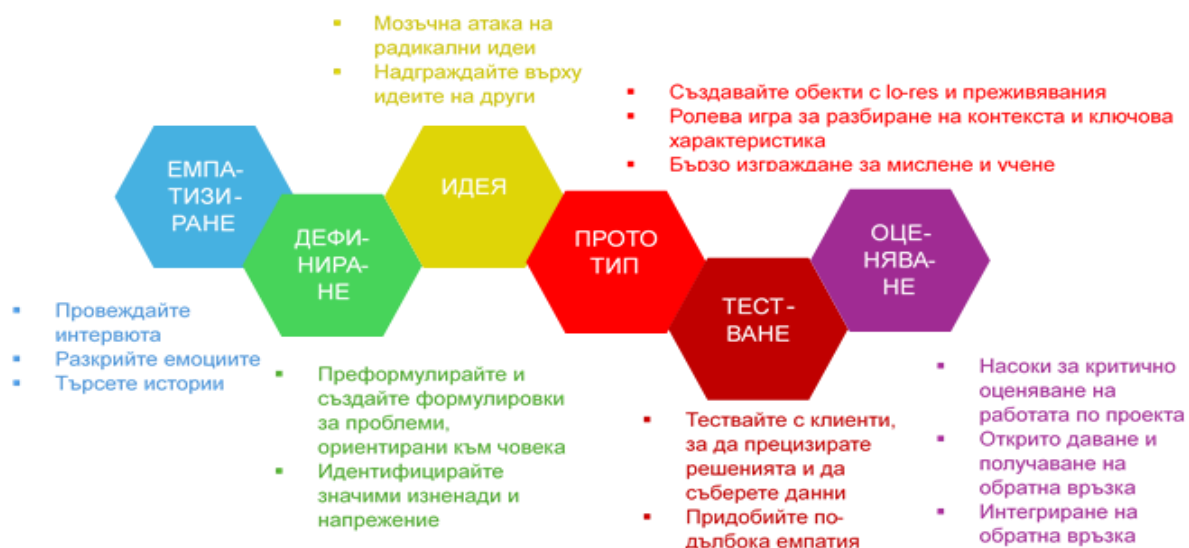 ▪ Мозъчна атака на
радикални идеи
▪ Надграждайте върху
идеите на други
▪ Създавайте обекти с lo-res и преживявания
▪ Ролева игра за разбиране на контекста и ключова
характеристика
▪ Бързо изграждане за мислене и учене
ЕМПА-
ТИЗИ-
РАНЕ
ДЕФИ-
НИРА-
НЕ
ИДЕЯ
ПРОТО
ТИП
ТЕСТ-
ВАНЕ
ОЦЕ-
НЯВА-
НЕ
▪ Провеждайте
интервюта
▪ Разкрийте емоциите
▪ Търсете истории
▪ Преформулирайте и
създайте формулировки
за проблеми,
ориентирани към човека
▪ Идентифицирайте
значими изненади и
напрежение
▪ Тествайте с клиенти,
за да прецизирате
решенията и да
съберете данни
▪ Придобийте по-
дълбока емпатия
▪ Насоки за критично
оценяване на
работата по проекта
▪ Открито даване и
получаване на
обратна връзка
▪ Интегриране на
обратна връзка